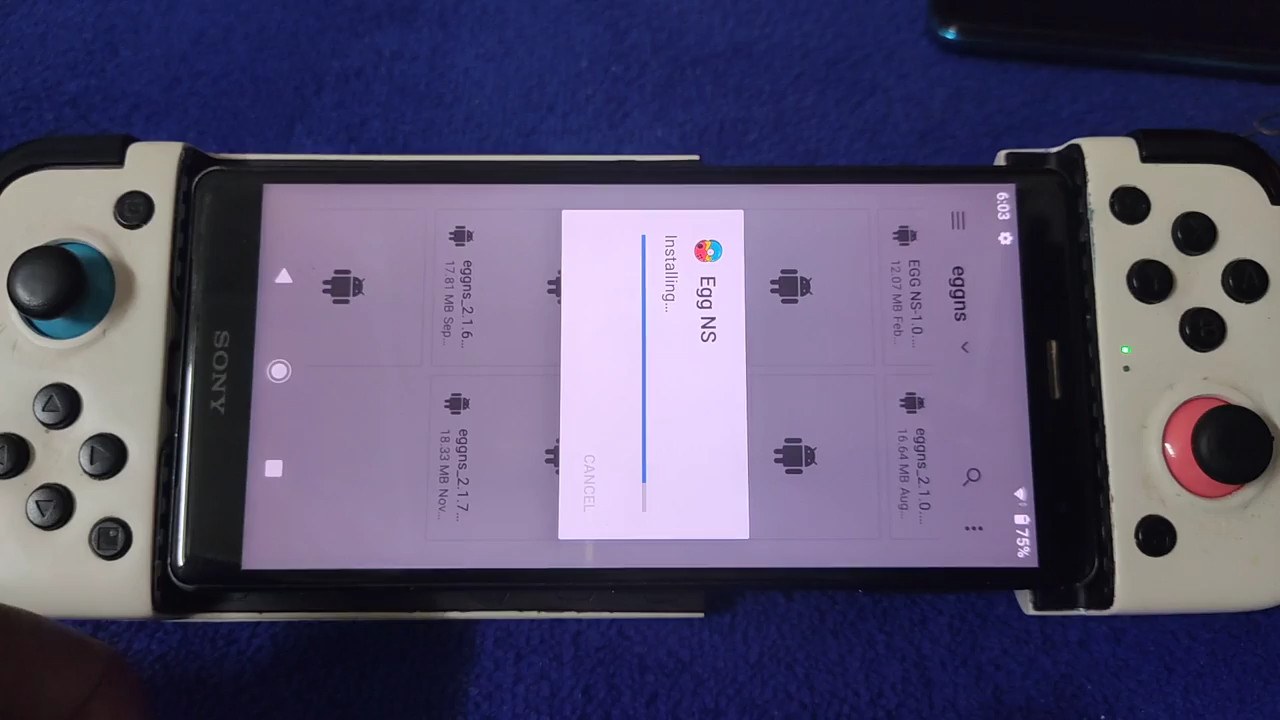 6:03
75%
eggns
EGG NS-1.0....
12.07 MB Feb...
eggns_2.1.0....
16.64 MB Aug...
Egg NS
Installing...
CANCEL
eggns_2.1.6...
17.81 MB Sep...
eggns_2.1.7...
18.33 MB Nov...
SONY